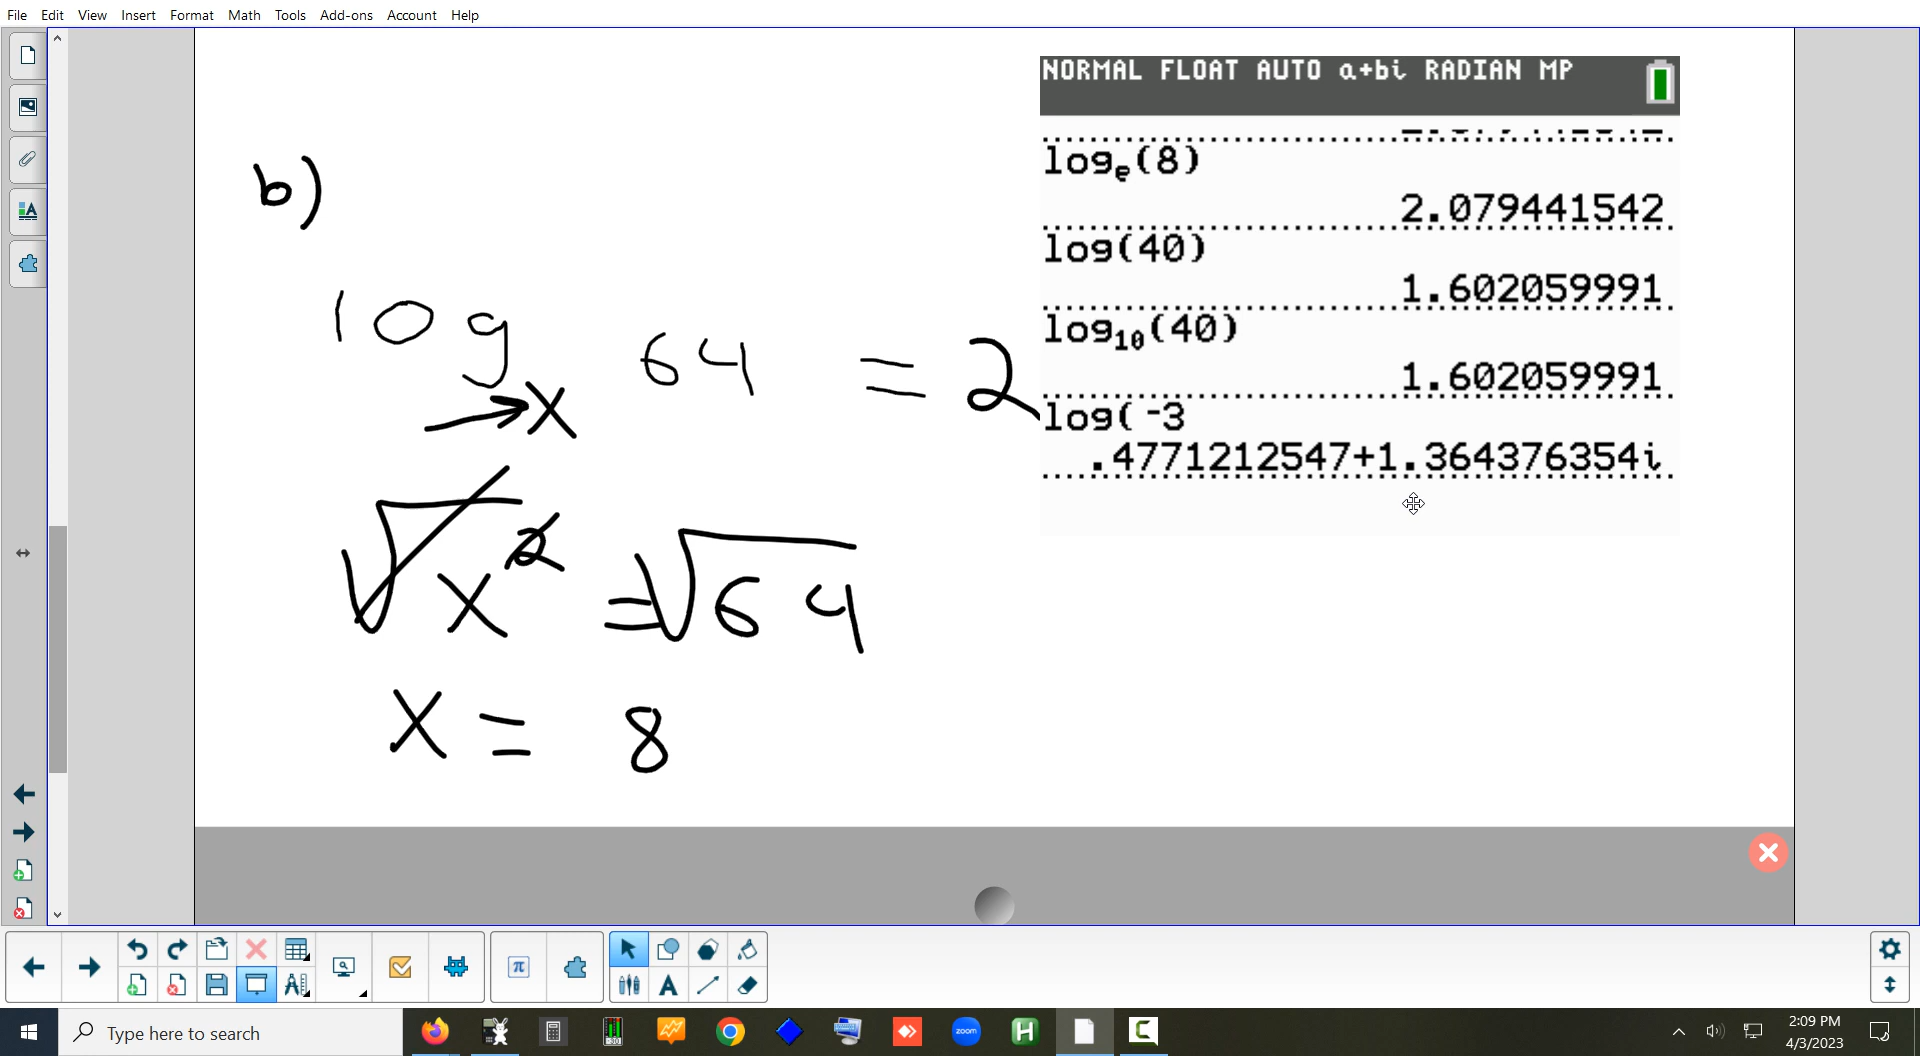 File Edit View Insert Format Math Tools Add-ons Account Help
NORMAL FLOAT AUTO a+bi RADIAN MP
logₑ(8)
2.079441542
log(40)
1.602059991
log₁₀(40)
1.602059991
log(-3
.4771212547+1.364376354i
b)
logₓ 64 = 2
√x² = √64
x = 8
A
π
A
Type here to search
zoom
H
C
2:09 PM
4/3/2023